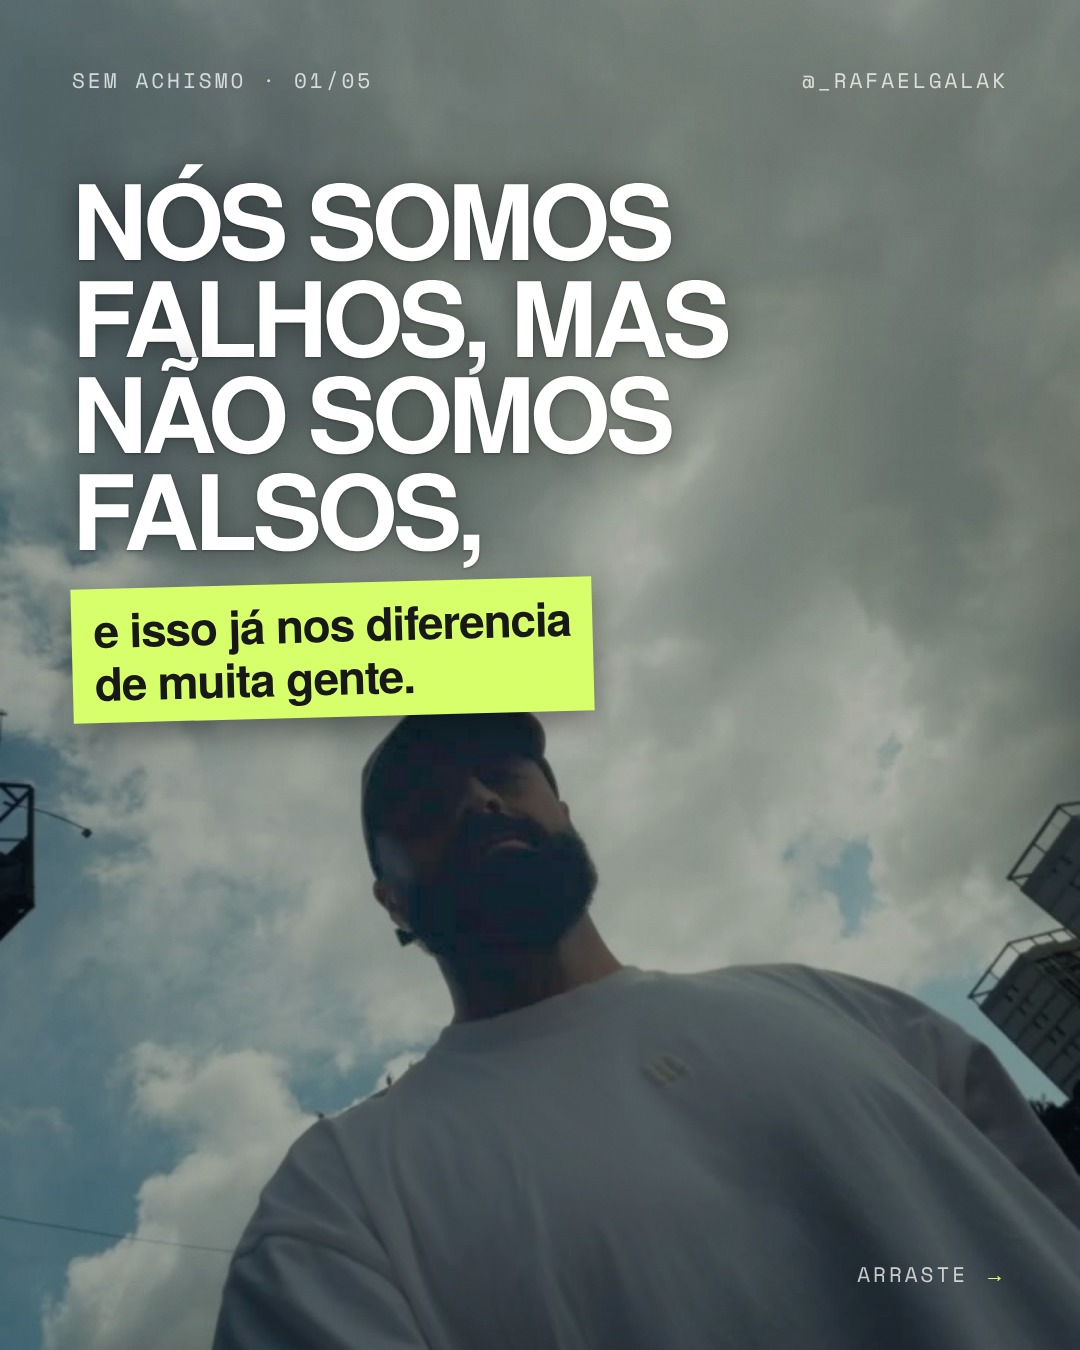 SEM ACHISMO · 01/05
@_RAFAELGALAK
NÓS SOMOS
FALHOS, MAS
NÃO SOMOS
FALSOS,
e isso já nos diferencia
de muita gente.
ARRASTE →